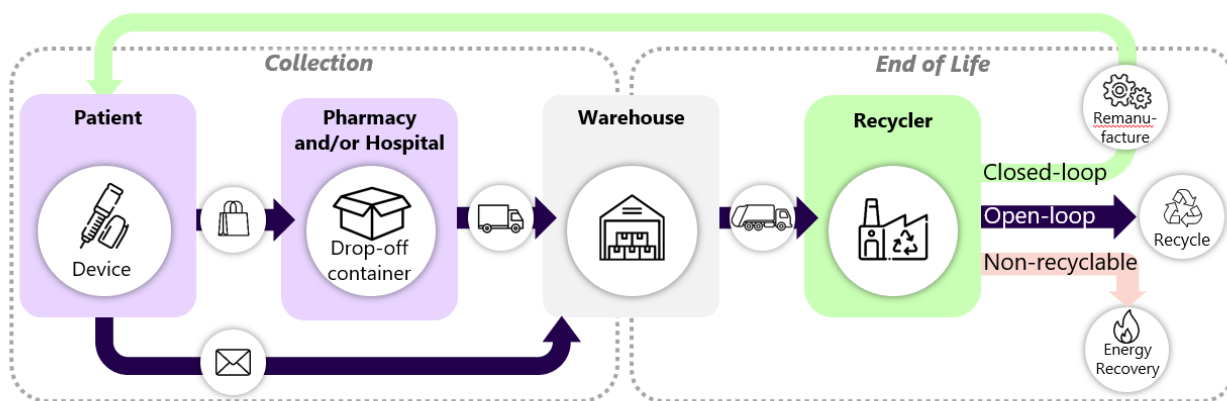 Collection
End of Life
Patient
Device
Pharmacy
and/or Hospital
Drop-off
container
Warehouse
Recycler
Closed-loop
Open-loop
Non-recyclable
Remanu-
facture
Recycle
Energy
Recovery